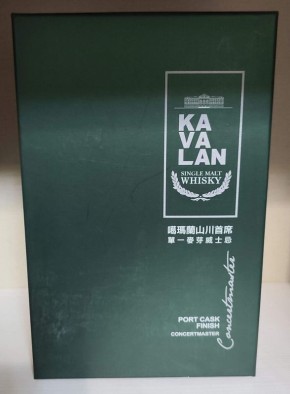 KA
VA
LAN
SINGLE MALT
WHISKY
噶瑪蘭山川首席
單一麥芽威士忌
Concertmaster
PORT CASK
FINISH
CONCERTMASTER